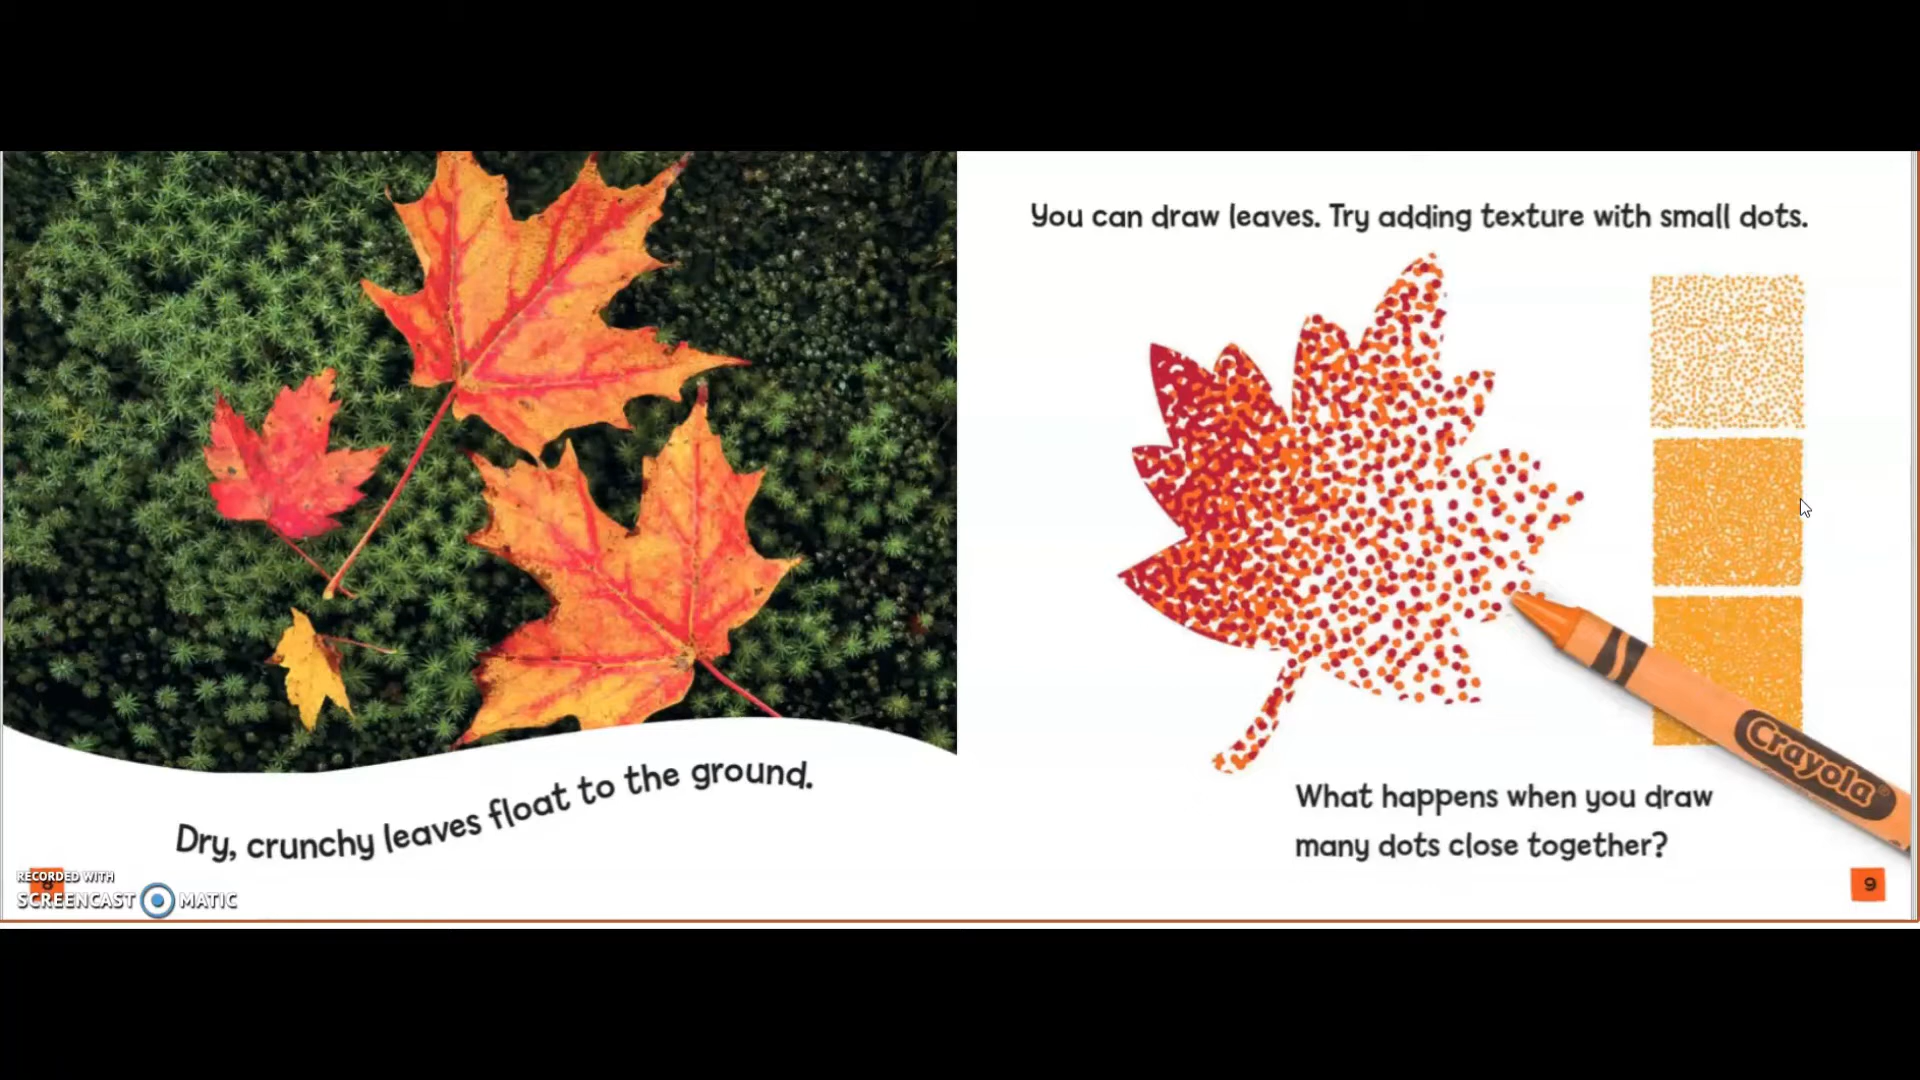 Dry, crunchy leaves float to the ground.
RECORDED WITH
SCREENCAST MATIC
8
You can draw leaves. Try adding texture with small dots.
Crayola
What happens when you draw
many dots close together?
9